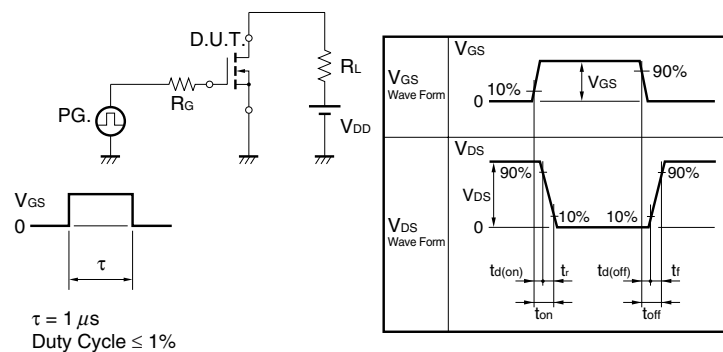 D.U.T.
RL
RG
PG.
VDD
VGS
0
τ
τ = 1 μs
Duty Cycle ≤ 1%
VGS
Wave Form
VGS
10%
VGS
90%
0
VDS
Wave Form
VDS
90%
VDS
90%
10%
10%
0
td(on)
tr
td(off)
tf
ton
toff